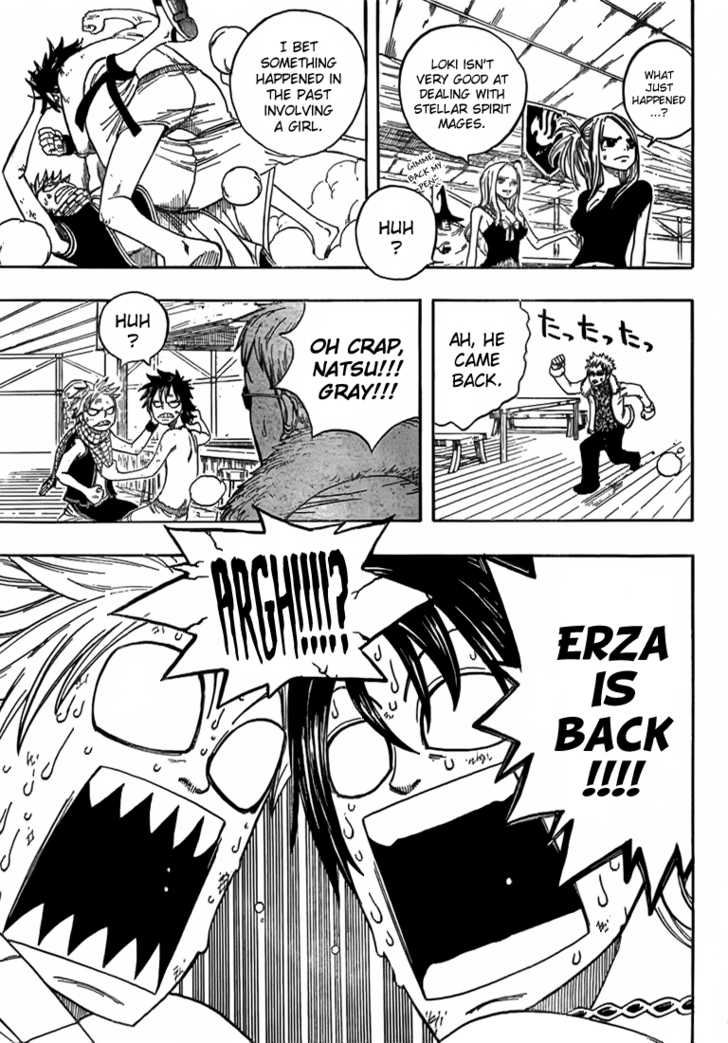 WHAT
JUST
HAPPENED
...?
LOKI ISN'T
VERY GOOD AT
DEALING WITH
STELLAR SPIRIT
MAGES.
GIMME
BACK MY
PEN~
HUH
?
I BET
SOMETHING
HAPPENED IN
THE PAST
INVOLVING
A GIRL.
たったったっ
AH, HE
CAME
BACK.
OH CRAP,
NATSU!!!
GRAY!!!
HUH
?
ERZA
IS
BACK
!!!!
ARGH!!!!!?